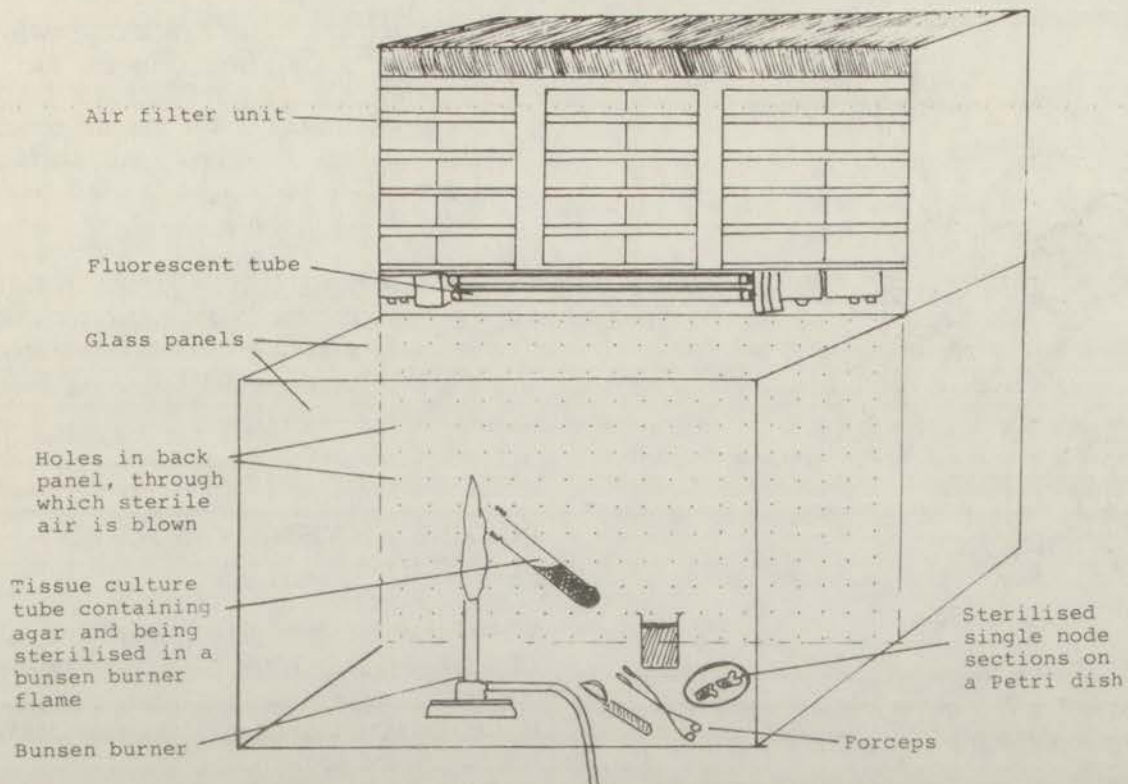 Air filter unit
Fluorescent tube
Glass panels
Holes in back
panel, through
which sterile
air is blown
Tissue culture
tube containing
agar and being
sterilised in a
bunsen burner
flame
Bunsen burner
Sterilised
single node
sections on
a Petri dish
Forceps